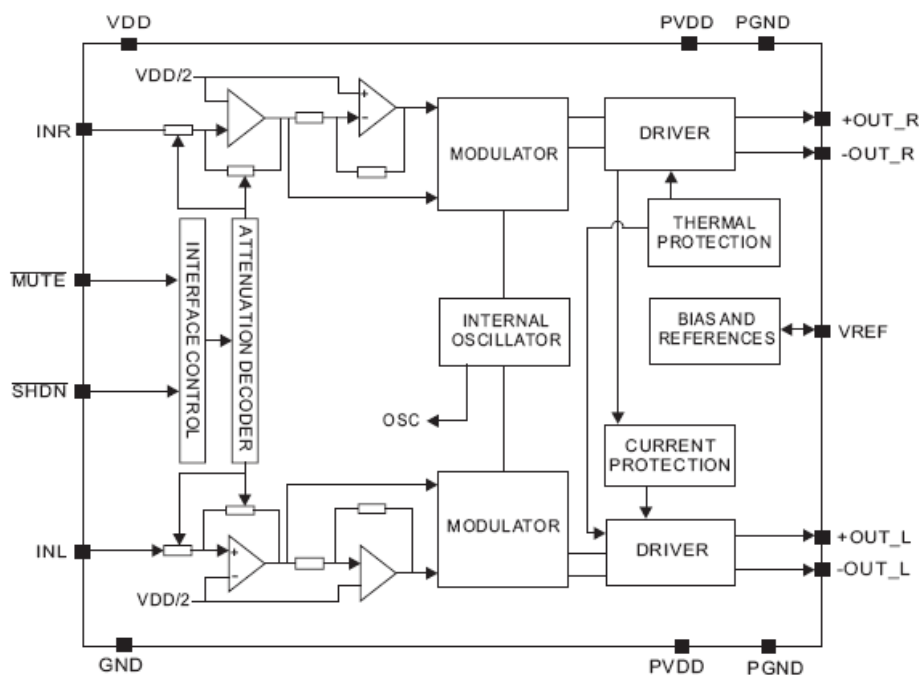 VDD
PVDD
PGND
VDD/2
+
−
INR
MODULATOR
DRIVER
+OUT_R
-OUT_R
THERMAL
PROTECTION
INTERFACE CONTROL
ATTENUATION DECODER
MUTE
INTERNAL
OSCILLATOR
BIAS AND
REFERENCES
VREF
SHDN
OSC
CURRENT
PROTECTION
MODULATOR
DRIVER
+OUT_L
-OUT_L
INL
+
−
VDD/2
GND
PVDD
PGND